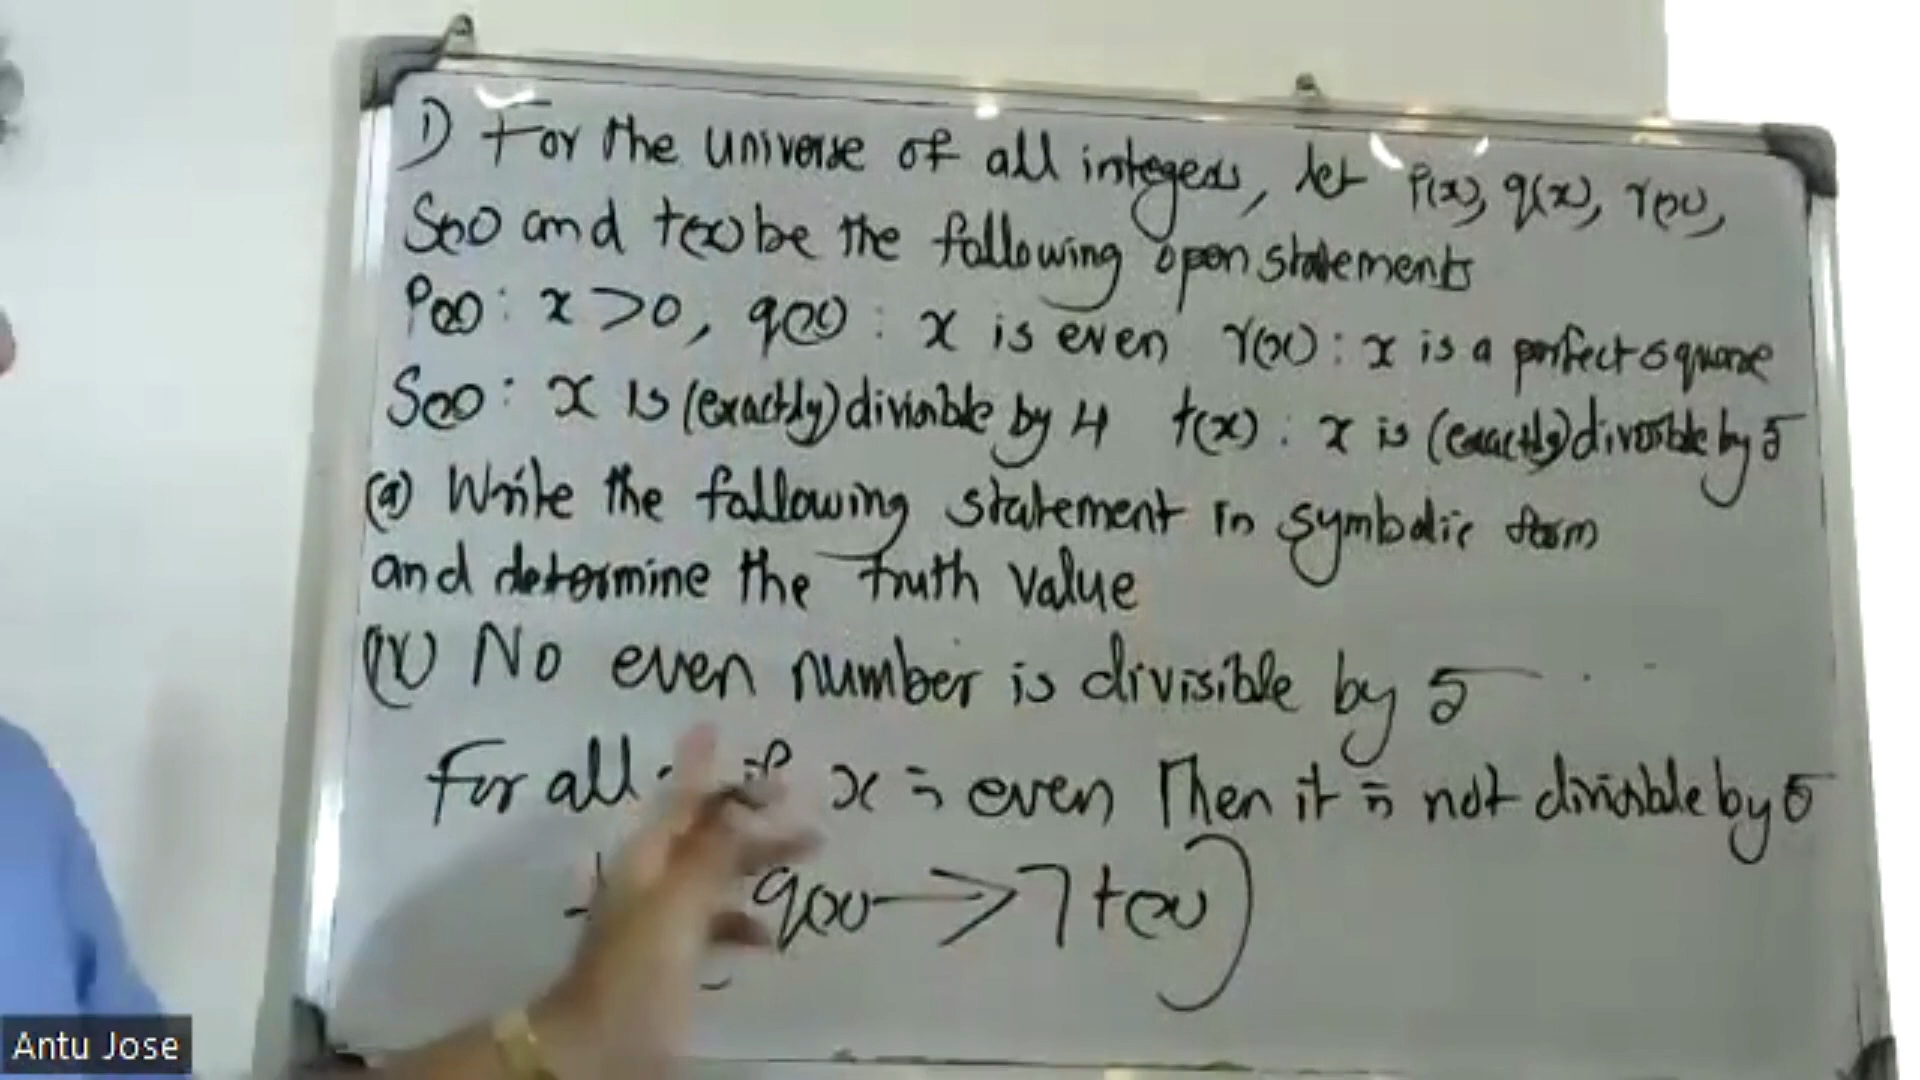 1) For the universe of all integers, let p(x), q(x), r(x),
S(x) and t(x) be the following open statements
P(x) : x > 0, q(x) : x is even r(x) : x is a perfect square
S(x) : x is (exactly) divisible by 4 t(x) : x is (exactly) divisible by 5
(a) Write the following statement in symbolic form
and determine the truth value
(iv) No even number is divisible by 5
For all if x is even Then it is not divisible by 5
q(x) → ¬ t(x))
Antu Jose